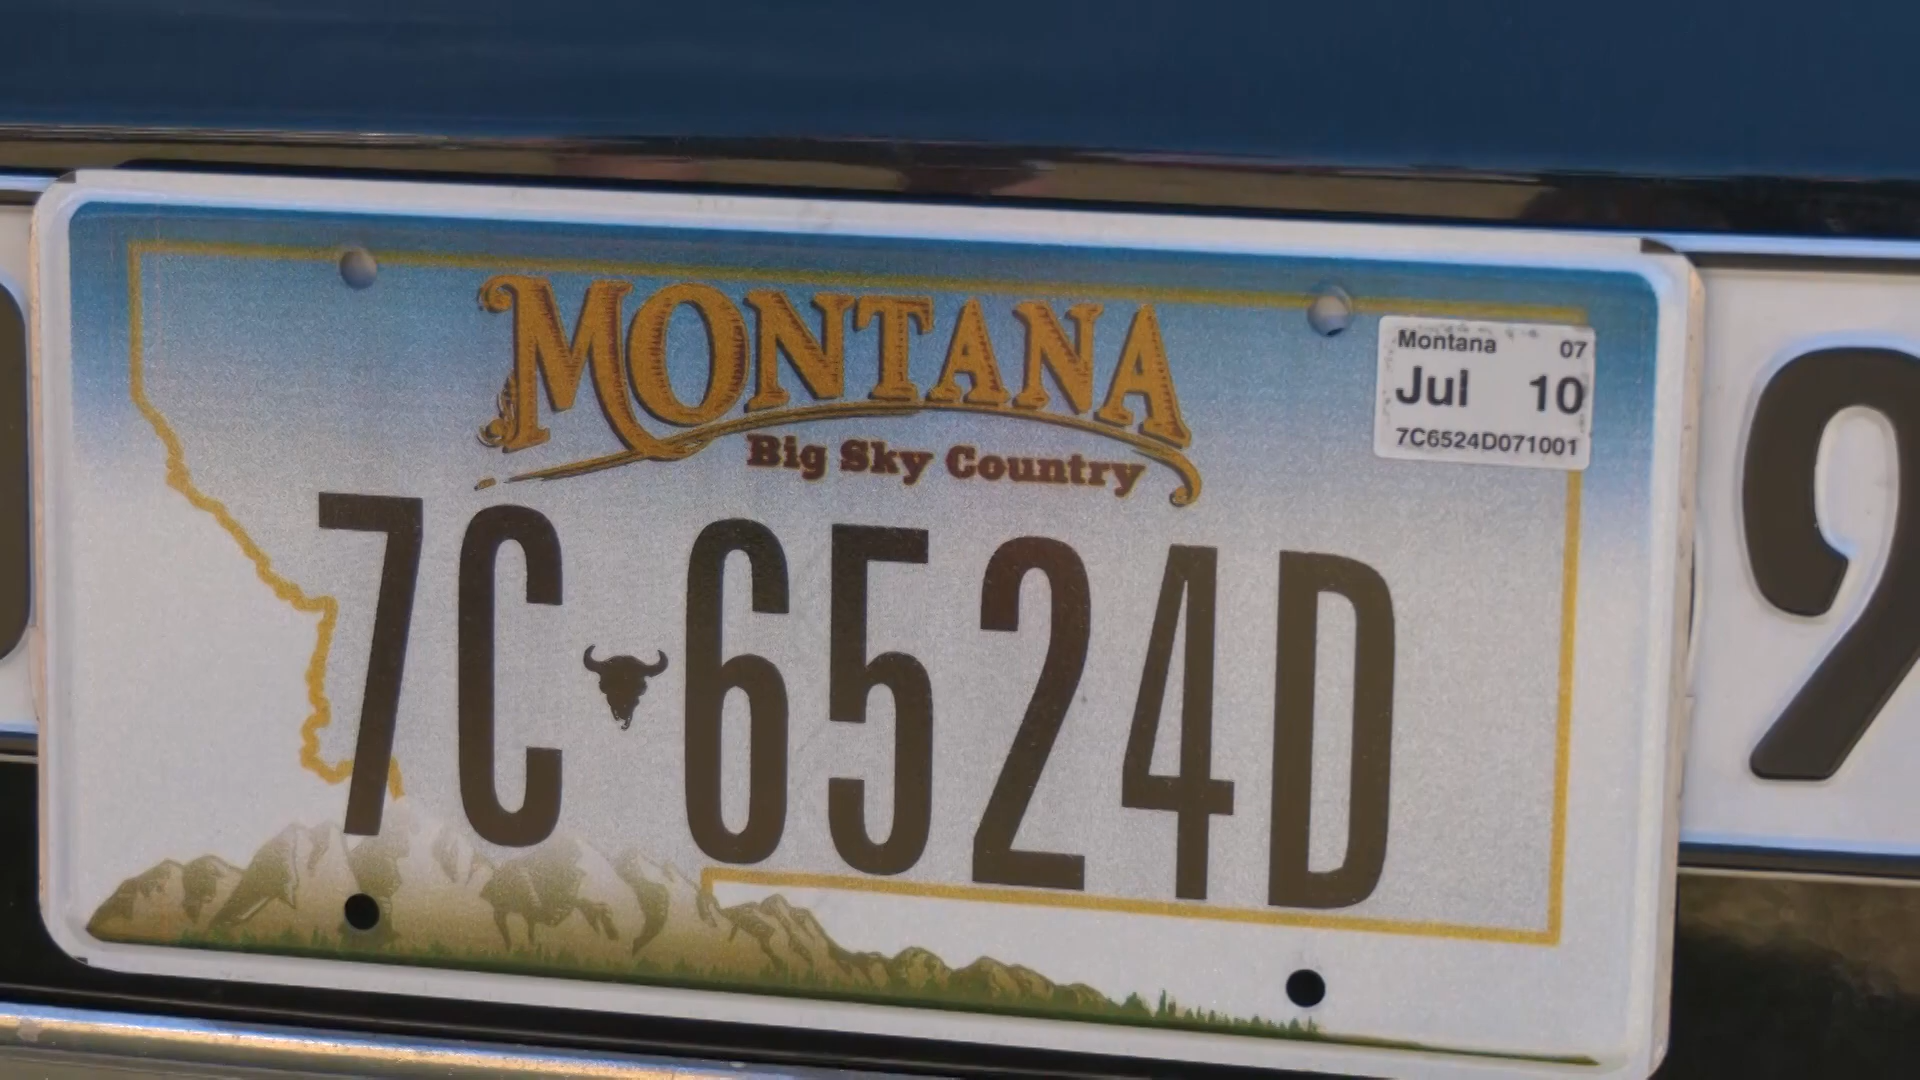 MONTANA
Big Sky Country
Montana 07
Jul 10
7C6524D071001
7C 6524D
9